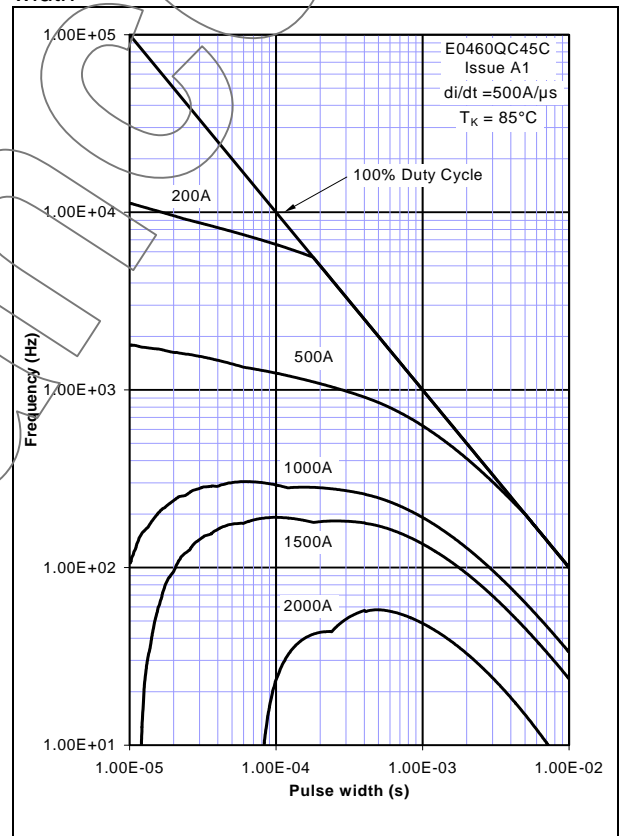 width
1.00E+05
E0460QC45C
Issue A1
di/dt =500A/µs
TK = 85°C
100% Duty Cycle
200A
1.00E+04
500A
1.00E+03
Frequency (Hz)
1000A
1500A
1.00E+02
2000A
1.00E+01
1.00E-05 1.00E-04 1.00E-03 1.00E-02
Pulse width (s)